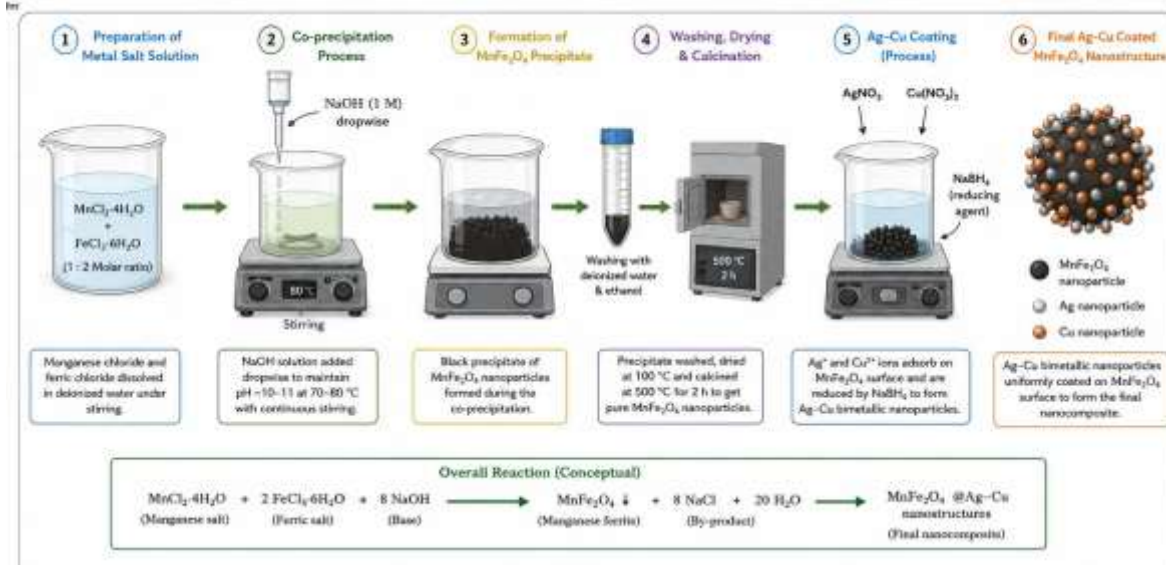 1 Preparation of
Metal Salt Solution
2 Co-precipitation
Process
3 Formation of
MnFe₂O₄ Precipitate
4 Washing, Drying
& Calcination
5 Ag–Cu Coating
(Process)
6 Final Ag–Cu Coated
MnFe₂O₄ Nanostructure
MnCl₂·4H₂O
+
FeCl₃·6H₂O
(1 : 2 Molar ratio)
NaOH (1 M)
dropwise
80 °C
Stirring
Washing with
deionized water
& ethanol
500 °C
2 h
AgNO₃
Cu(NO₃)₂
NaBH₄
(reducing
agent)
MnFe₂O₄
nanoparticle
Ag nanoparticle
Cu nanoparticle
Manganese chloride and
ferric chloride dissolved
in deionized water under
stirring.
NaOH solution added
dropwise to maintain
pH ~10–11 at 70–80 °C
with continuous stirring.
Black precipitate of
MnFe₂O₄ nanoparticles
formed during the
co-precipitation.
Precipitate washed, dried
at 100 °C and calcined
at 500 °C for 2 h to get
pure MnFe₂O₄ nanoparticles.
Ag⁺ and Cu²⁺ ions adsorb on
MnFe₂O₄ surface and are
reduced by NaBH₄ to form
Ag–Cu bimetallic nanoparticles.
Ag–Cu bimetallic nanoparticles
uniformly coated on MnFe₂O₄
surface to form the final
nanocomposite.
Overall Reaction (Conceptual)
MnCl₂·4H₂O + 2 FeCl₃·6H₂O + 8 NaOH MnFe₂O₄ ↓ + 8 NaCl + 20 H₂O MnFe₂O₄ @Ag–Cu
nanostructures
(Manganese salt) (Ferric salt) (Base) (Manganese ferrite) (By-product) (Final nanocomposite)